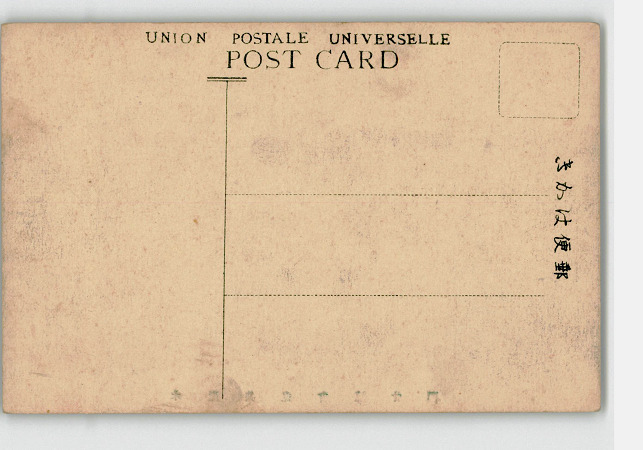 UNION POSTALE UNIVERSELLE
POST CARD
郵便はかき